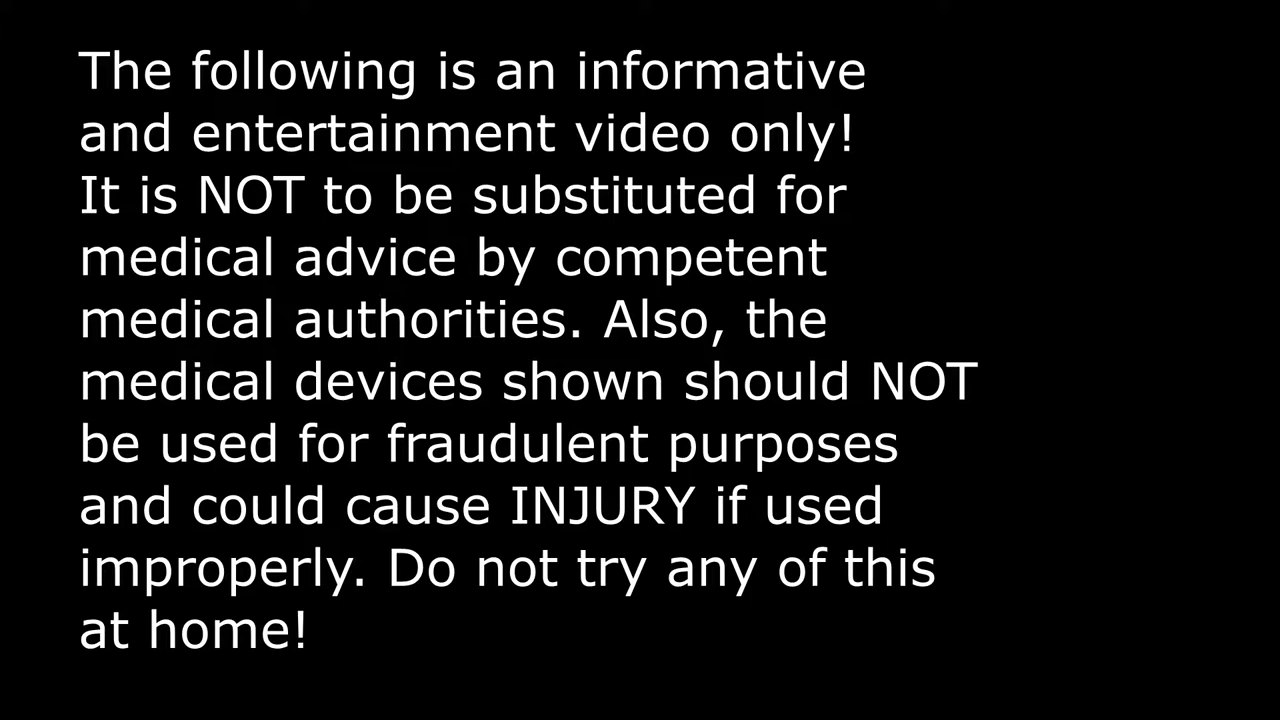 The following is an informative
and entertainment video only!
It is NOT to be substituted for
medical advice by competent
medical authorities. Also, the
medical devices shown should NOT
be used for fraudulent purposes
and could cause INJURY if used
improperly. Do not try any of this
at home!